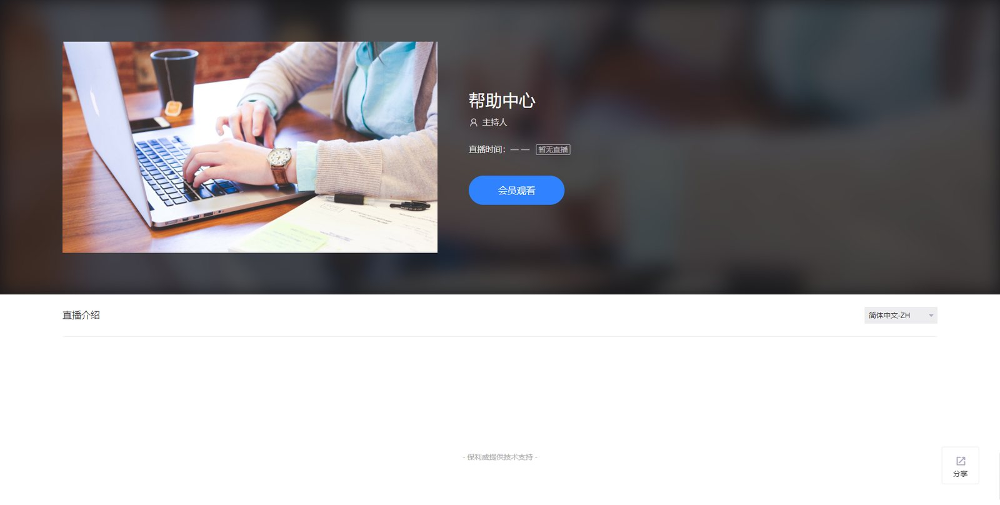 帮助中心
主持人
直播时间：— — 暂无直播
会员观看
直播介绍
简体中文-ZH
- 保利威提供技术支持 -
分享